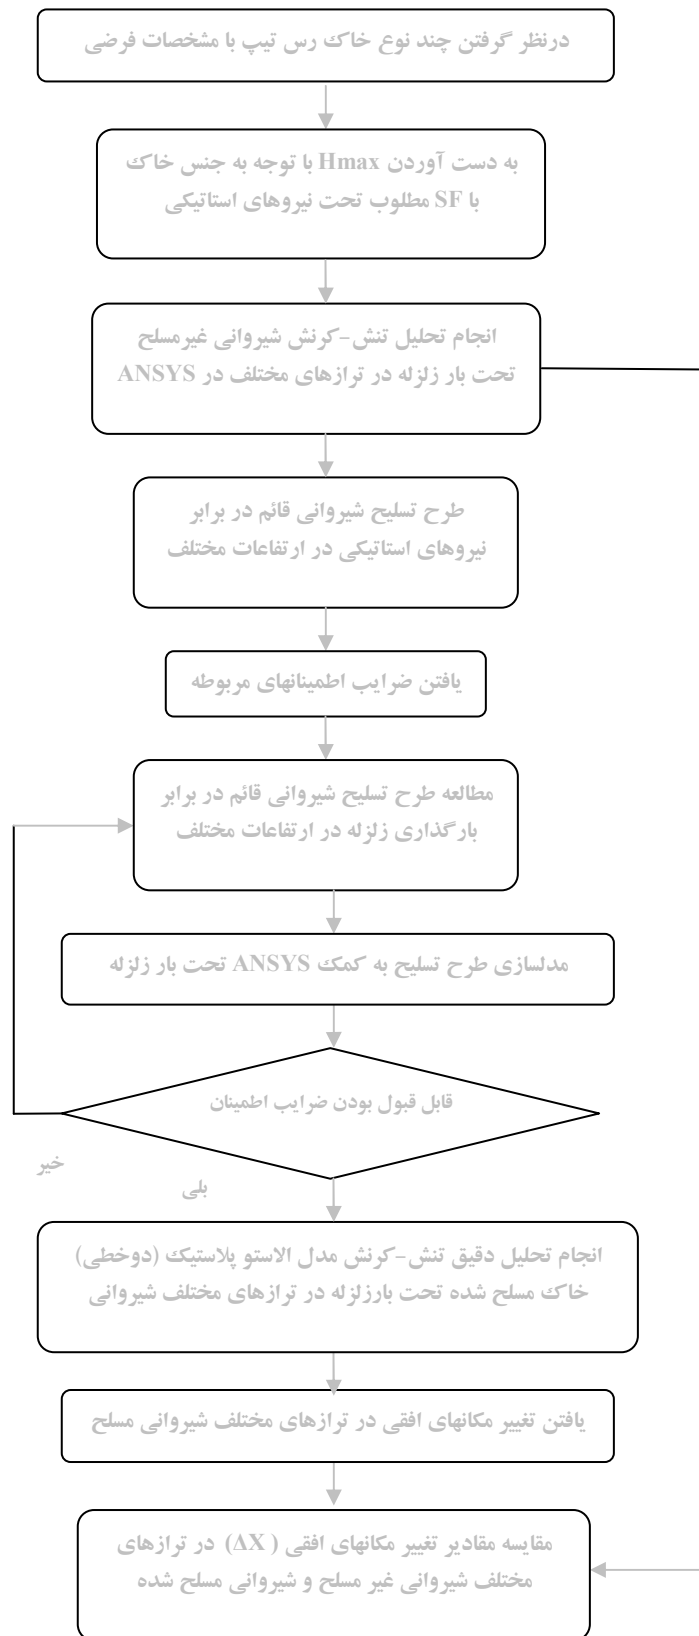 درنظر گرفتن چند نوع خاک رس تیپ با مشخصات فرضی
به دست آوردن Hmax با توجه به جنس خاک
با SF مطلوب تحت نیروهای استاتیکی
انجام تحلیل تنش-کرنش شیروانی غیرمسلح
تحت بار زلزله در ترازهای مختلف در ANSYS
طرح تسلیح شیروانی قائم در برابر
نیروهای استاتیکی در ارتفاعات مختلف
یافتن ضرایب اطمینانهای مربوطه
مطالعه طرح تسلیح شیروانی قائم در برابر
بارگذاری زلزله در ارتفاعات مختلف
مدلسازی طرح تسلیح به کمک ANSYS تحت بار زلزله
قابل قبول بودن ضرایب اطمینان
خیر
بلی
انجام تحلیل دقیق تنش-کرنش مدل الاستو پلاستیک (دوخطی)
خاک مسلح شده تحت بارزلزله در ترازهای مختلف شیروانی
یافتن تغییر مکانهای افقی در ترازهای مختلف شیروانی مسلح
مقایسه مقادیر تغییر مکانهای افقی (ΔX) در ترازهای
مختلف شیروانی غیر مسلح و شیروانی مسلح شده